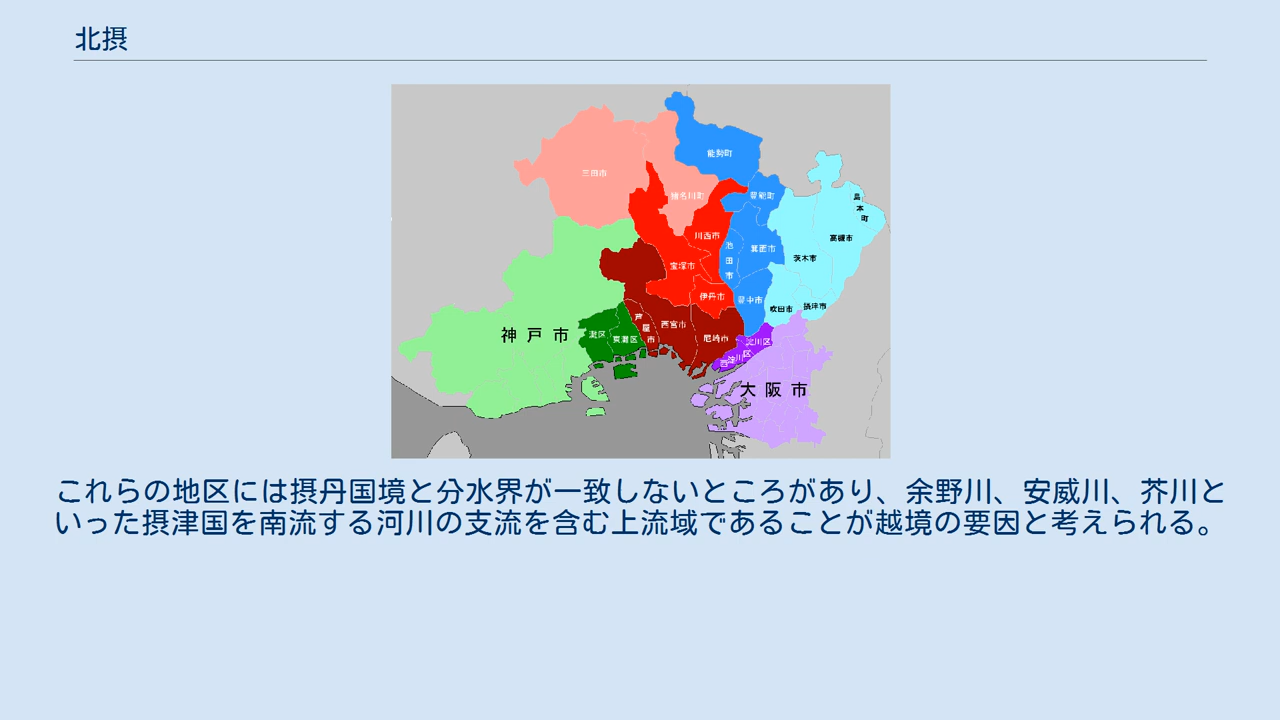 北摂
能勢町
三田市
猪名川町
豊能町
島本町
高槻市
川西市
池田市
箕面市
茨木市
宝塚市
伊丹市
豊中市
吹田市
摂津市
神戸市
灘区
東灘区
芦屋市
西宮市
尼崎市
淀川区
西淀川区
大阪市
これらの地区には摂丹国境と分水界が一致しないところがあり、余野川、安威川、芥川と
いった摂津国を南流する河川の支流を含む上流域であることが越境の要因と考えられる。